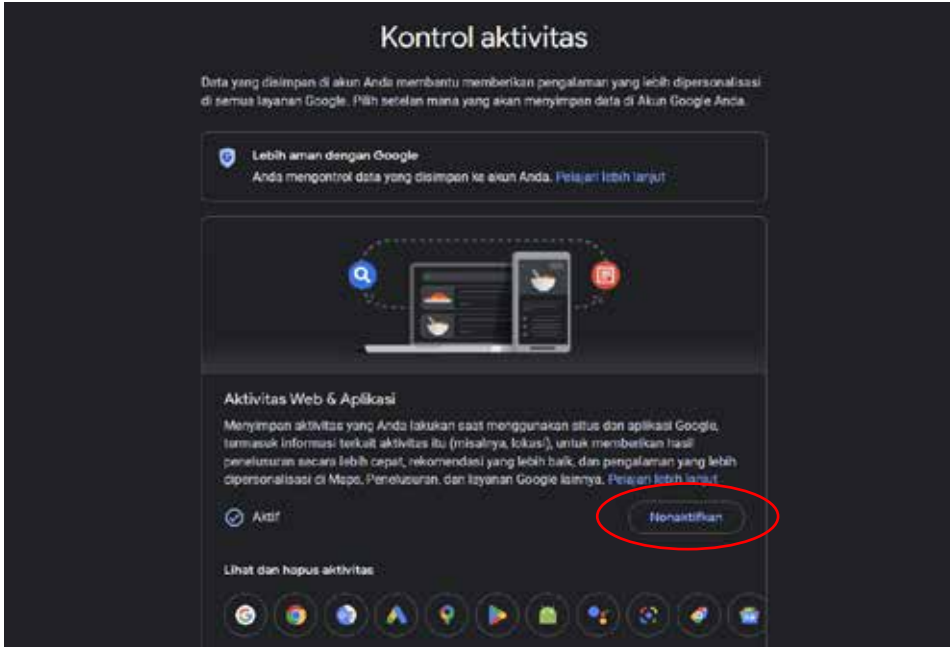 Kontrol aktivitas
Data yang disimpan di akun Anda membantu memberikan pengalaman yang lebih dipersonalisasi
di semua layanan Google. Pilih setelan mana yang akan menyimpan data di Akun Google Anda.
Lebih aman dengan Google
Anda mengontrol data yang disimpan ke akun Anda. Pelajari lebih lanjut
Aktivitas Web & Aplikasi
Menyimpan aktivitas yang Anda lakukan saat menggunakan situs dan aplikasi Google,
termasuk informasi terkait aktivitas itu (misalnya, lokasi), untuk memberikan hasil
penelusuran secara lebih cepat, rekomendasi yang lebih baik, dan pengalaman yang lebih
dipersonalisasi di Maps, Penelusuran, dan layanan Google lainnya. Pelajari lebih lanjut
Aktif
Nonaktifkan
Lihat dan hapus aktivitas